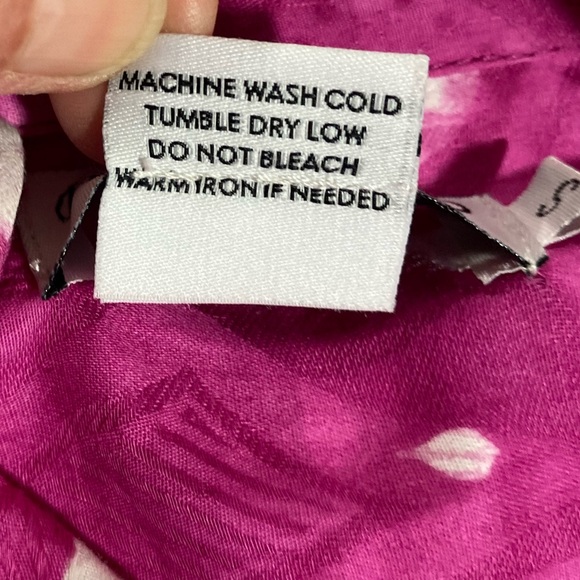 MACHINE WASH COLD
TUMBLE DRY LOW
DO NOT BLEACH
WARM IRON IF NEEDED
S